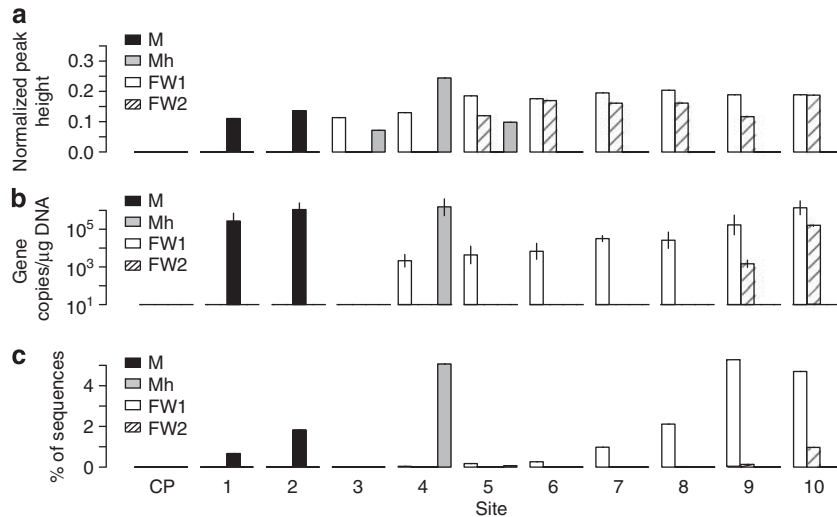 a
Normalized peak height
0.3
0.2
0.1
0.0
M
Mh
FW1
FW2
b
Gene copies/µg DNA
10^5
10^3
10^1
M
Mh
FW1
FW2
c
% of sequences
4
2
0
M
Mh
FW1
FW2
CP 1 2 3 4 5 6 7 8 9 10
Site